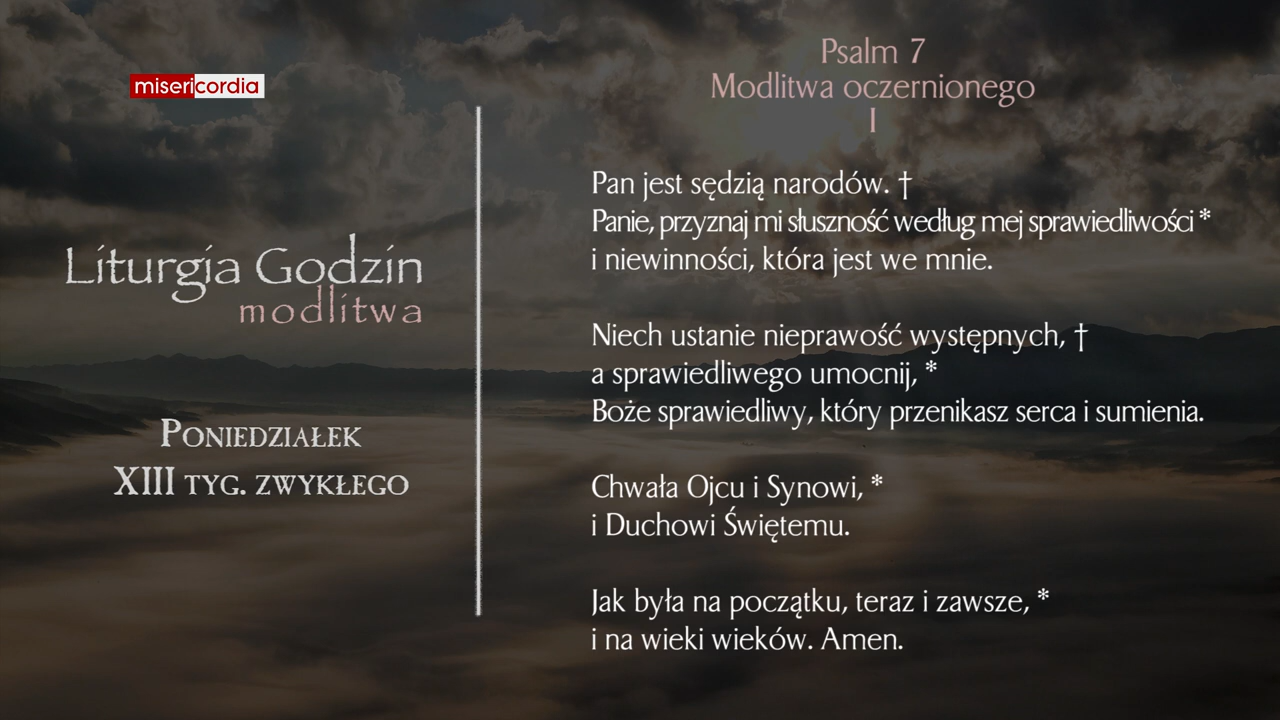 misericordia
Liturgia Godzin
modlitwa
Poniedziałek
XIII tyg. zwykłego
Psalm 7
Modlitwa oczernionego
I
Pan jest sędzią narodów. †
Panie, przyznaj mi słuszność według mej sprawiedliwości *
i niewinności, która jest we mnie.
Niech ustanie nieprawość występnych, †
a sprawiedliwego umocnij, *
Boże sprawiedliwy, który przenikasz serca i sumienia.
Chwała Ojcu i Synowi, *
i Duchowi Świętemu.
Jak była na początku, teraz i zawsze, *
i na wieki wieków. Amen.